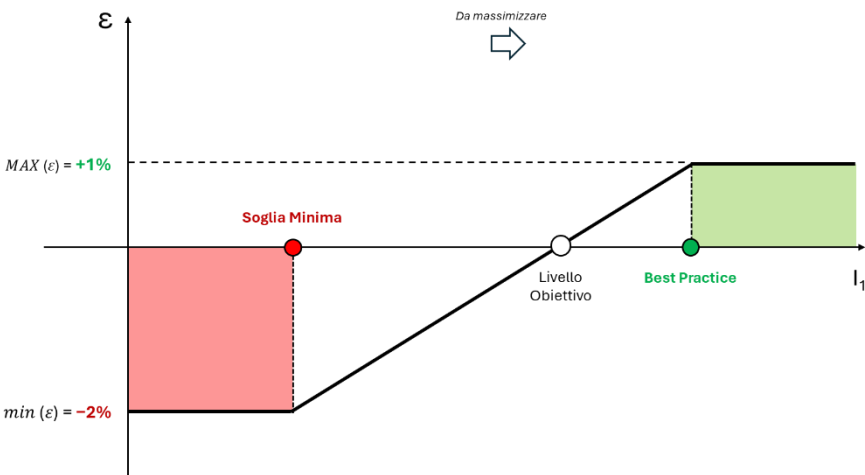 Da massimizzare
ε
MAX (ε) = +1%
Soglia Minima
Livello
Obiettivo
Best Practice
I₁
min (ε) = −2%